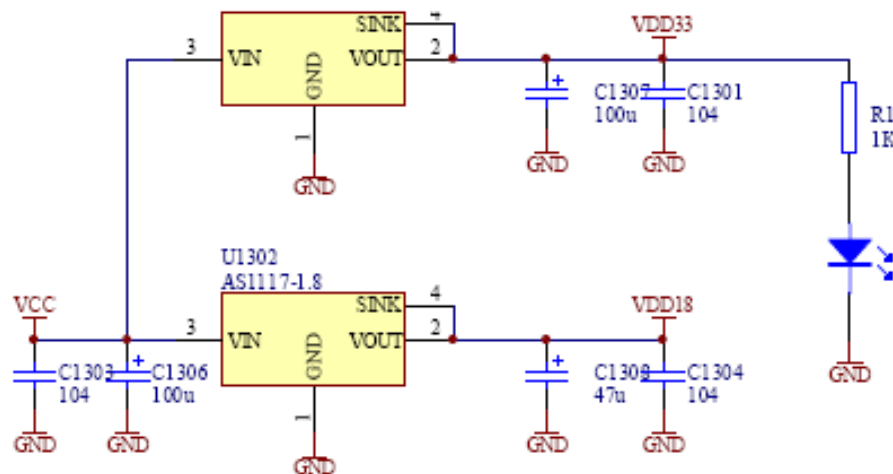 SINK 4
VDD33
3 VIN VOUT 2
GND
1
C1307
100u
C1301
104
R1
1K
GND
GND
GND
U1302
AS1117-1.8
VCC
SINK 4
VDD18
3 VIN VOUT 2
GND
1
C1303
104
C1306
100u
C1304
104
47u
GND
GND
GND
GND
GND
GND